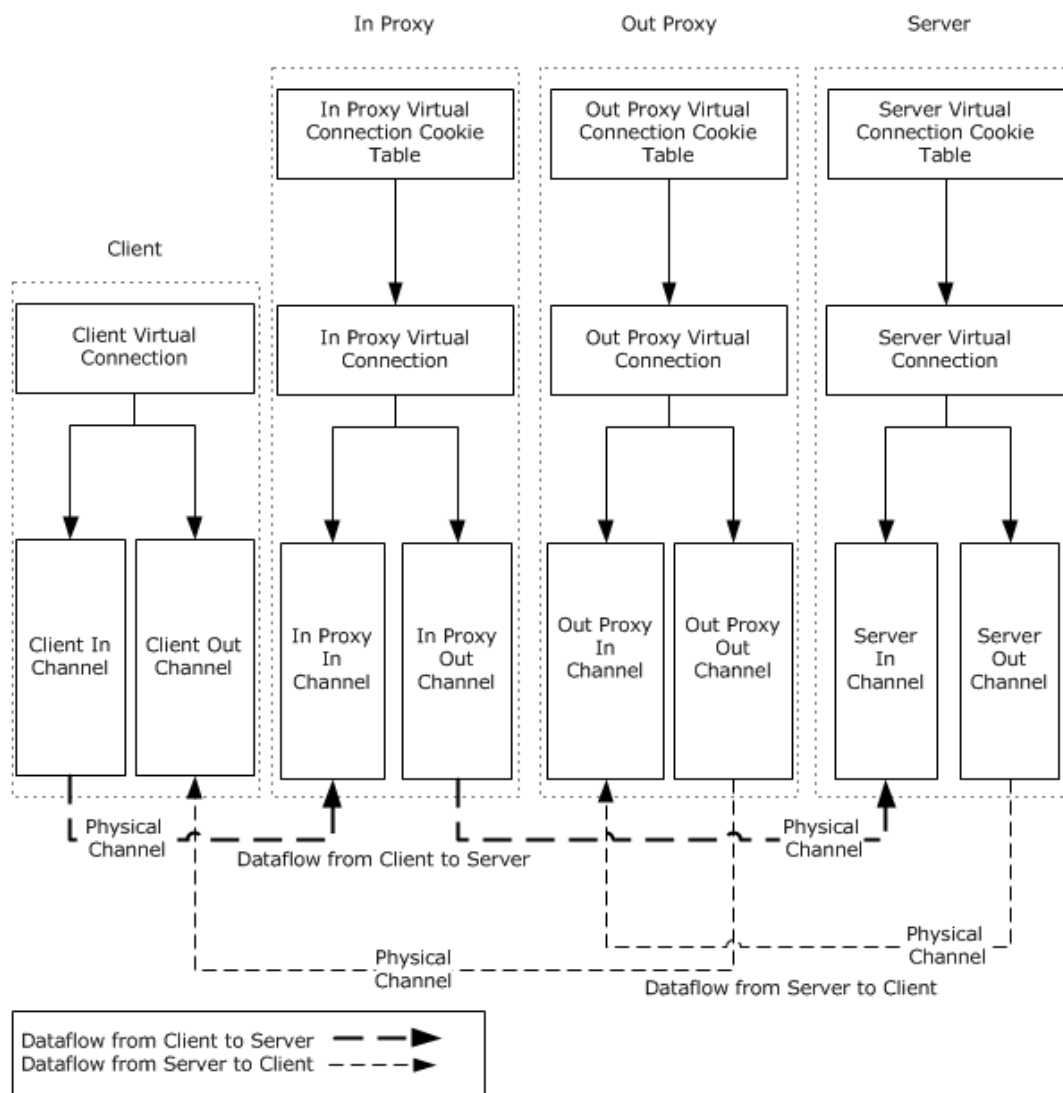 In Proxy
Out Proxy
Server
In Proxy Virtual
Connection Cookie
Table
Out Proxy Virtual
Connection Cookie
Table
Server Virtual
Connection Cookie
Table
Client
Client Virtual
Connection
In Proxy Virtual
Connection
Out Proxy Virtual
Connection
Server Virtual
Connection
Client In
Channel
Client Out
Channel
In Proxy
In
Channel
In Proxy
Out
Channel
Out Proxy
In
Channel
Out Proxy
Out
Channel
Server
In
Channel
Server
Out
Channel
Physical
Channel
Dataflow from Client to Server
Physical
Channel
Physical
Channel
Physical
Channel
Dataflow from Server to Client
Dataflow from Client to Server
Dataflow from Server to Client